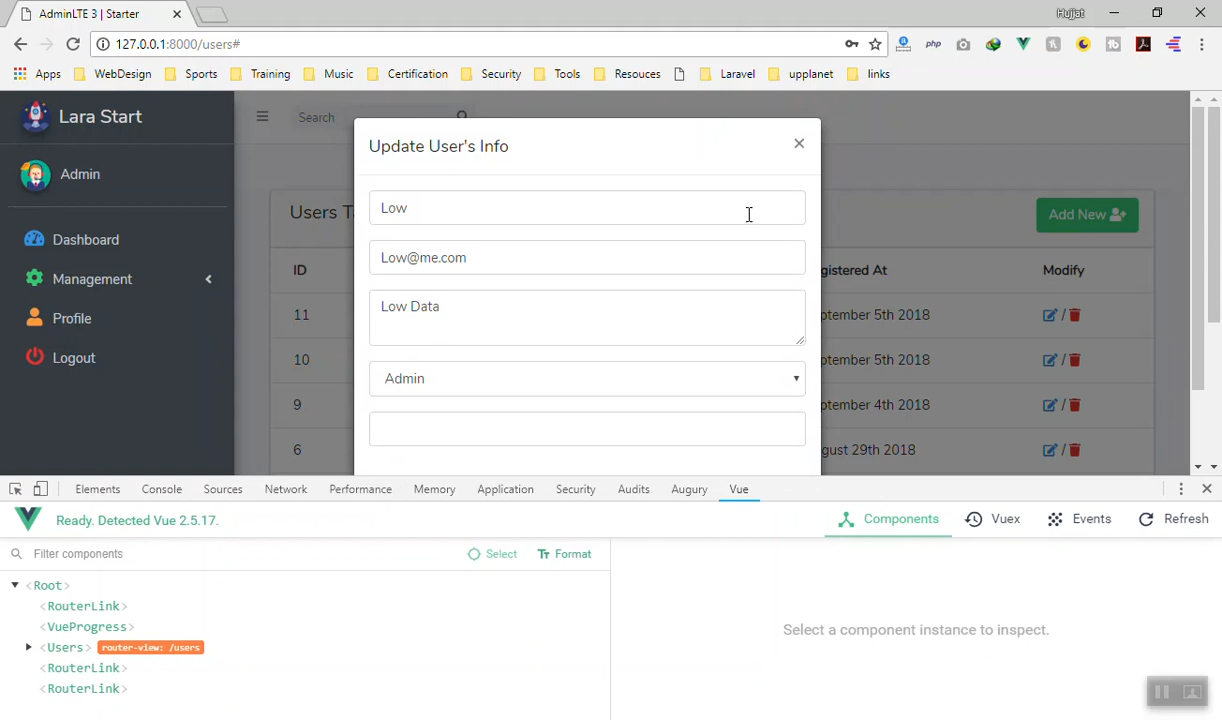 AdminLTE 3 | Starter
Hujjat
127.0.0.1:8000/users#
php
Apps WebDesign Sports Training Music Certification Security Tools Resouces Laravel upplanet links
Lara Start
Search
Update User's Info
Admin
Low
Users T
Add New
Dashboard
Low@me.com
ID
gistered At
Modify
Management
Low Data
11
ptember 5th 2018
/
Profile
Logout
10
ptember 5th 2018
/
Admin
9
ptember 4th 2018
/
6
gust 29th 2018
/
Elements Console Sources Network Performance Memory Application Security Audits Augury Vue
Ready. Detected Vue 2.5.17.
Components Vuex Events Refresh
Filter components
Select
Tт Format
<Root>
<RouterLink>
<VueProgress>
<Users> router-view: /users
<RouterLink>
<RouterLink>
Select a component instance to inspect.